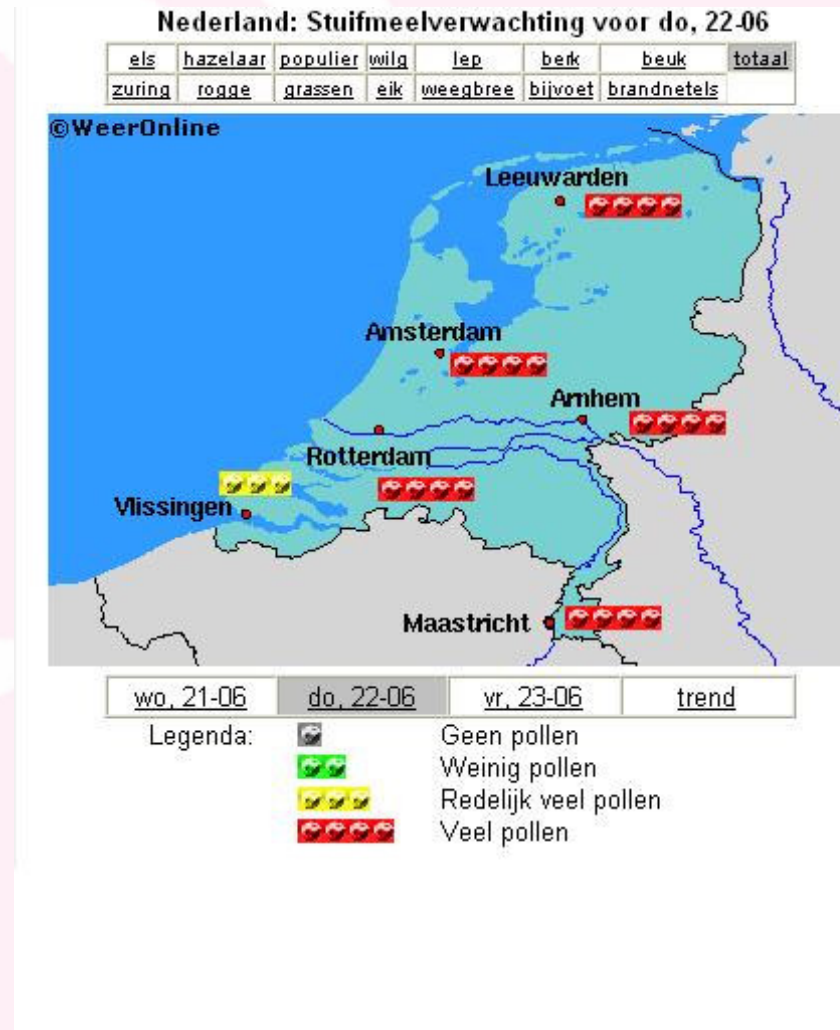 Nederland: Stuifmeelverwachting voor do, 22-06
els hazelaar populier wilg Iep berk beuk totaal
zuring rogge grassen eik weegbree bijvoet brandnetels
©WeerOnline
Leeuwarden
Amsterdam
Arnhem
Rotterdam
Vlissingen
Maastricht
wo, 21-06 do, 22-06 vr, 23-06 trend
Legenda: Geen pollen
Weinig pollen
Redelijk veel pollen
Veel pollen